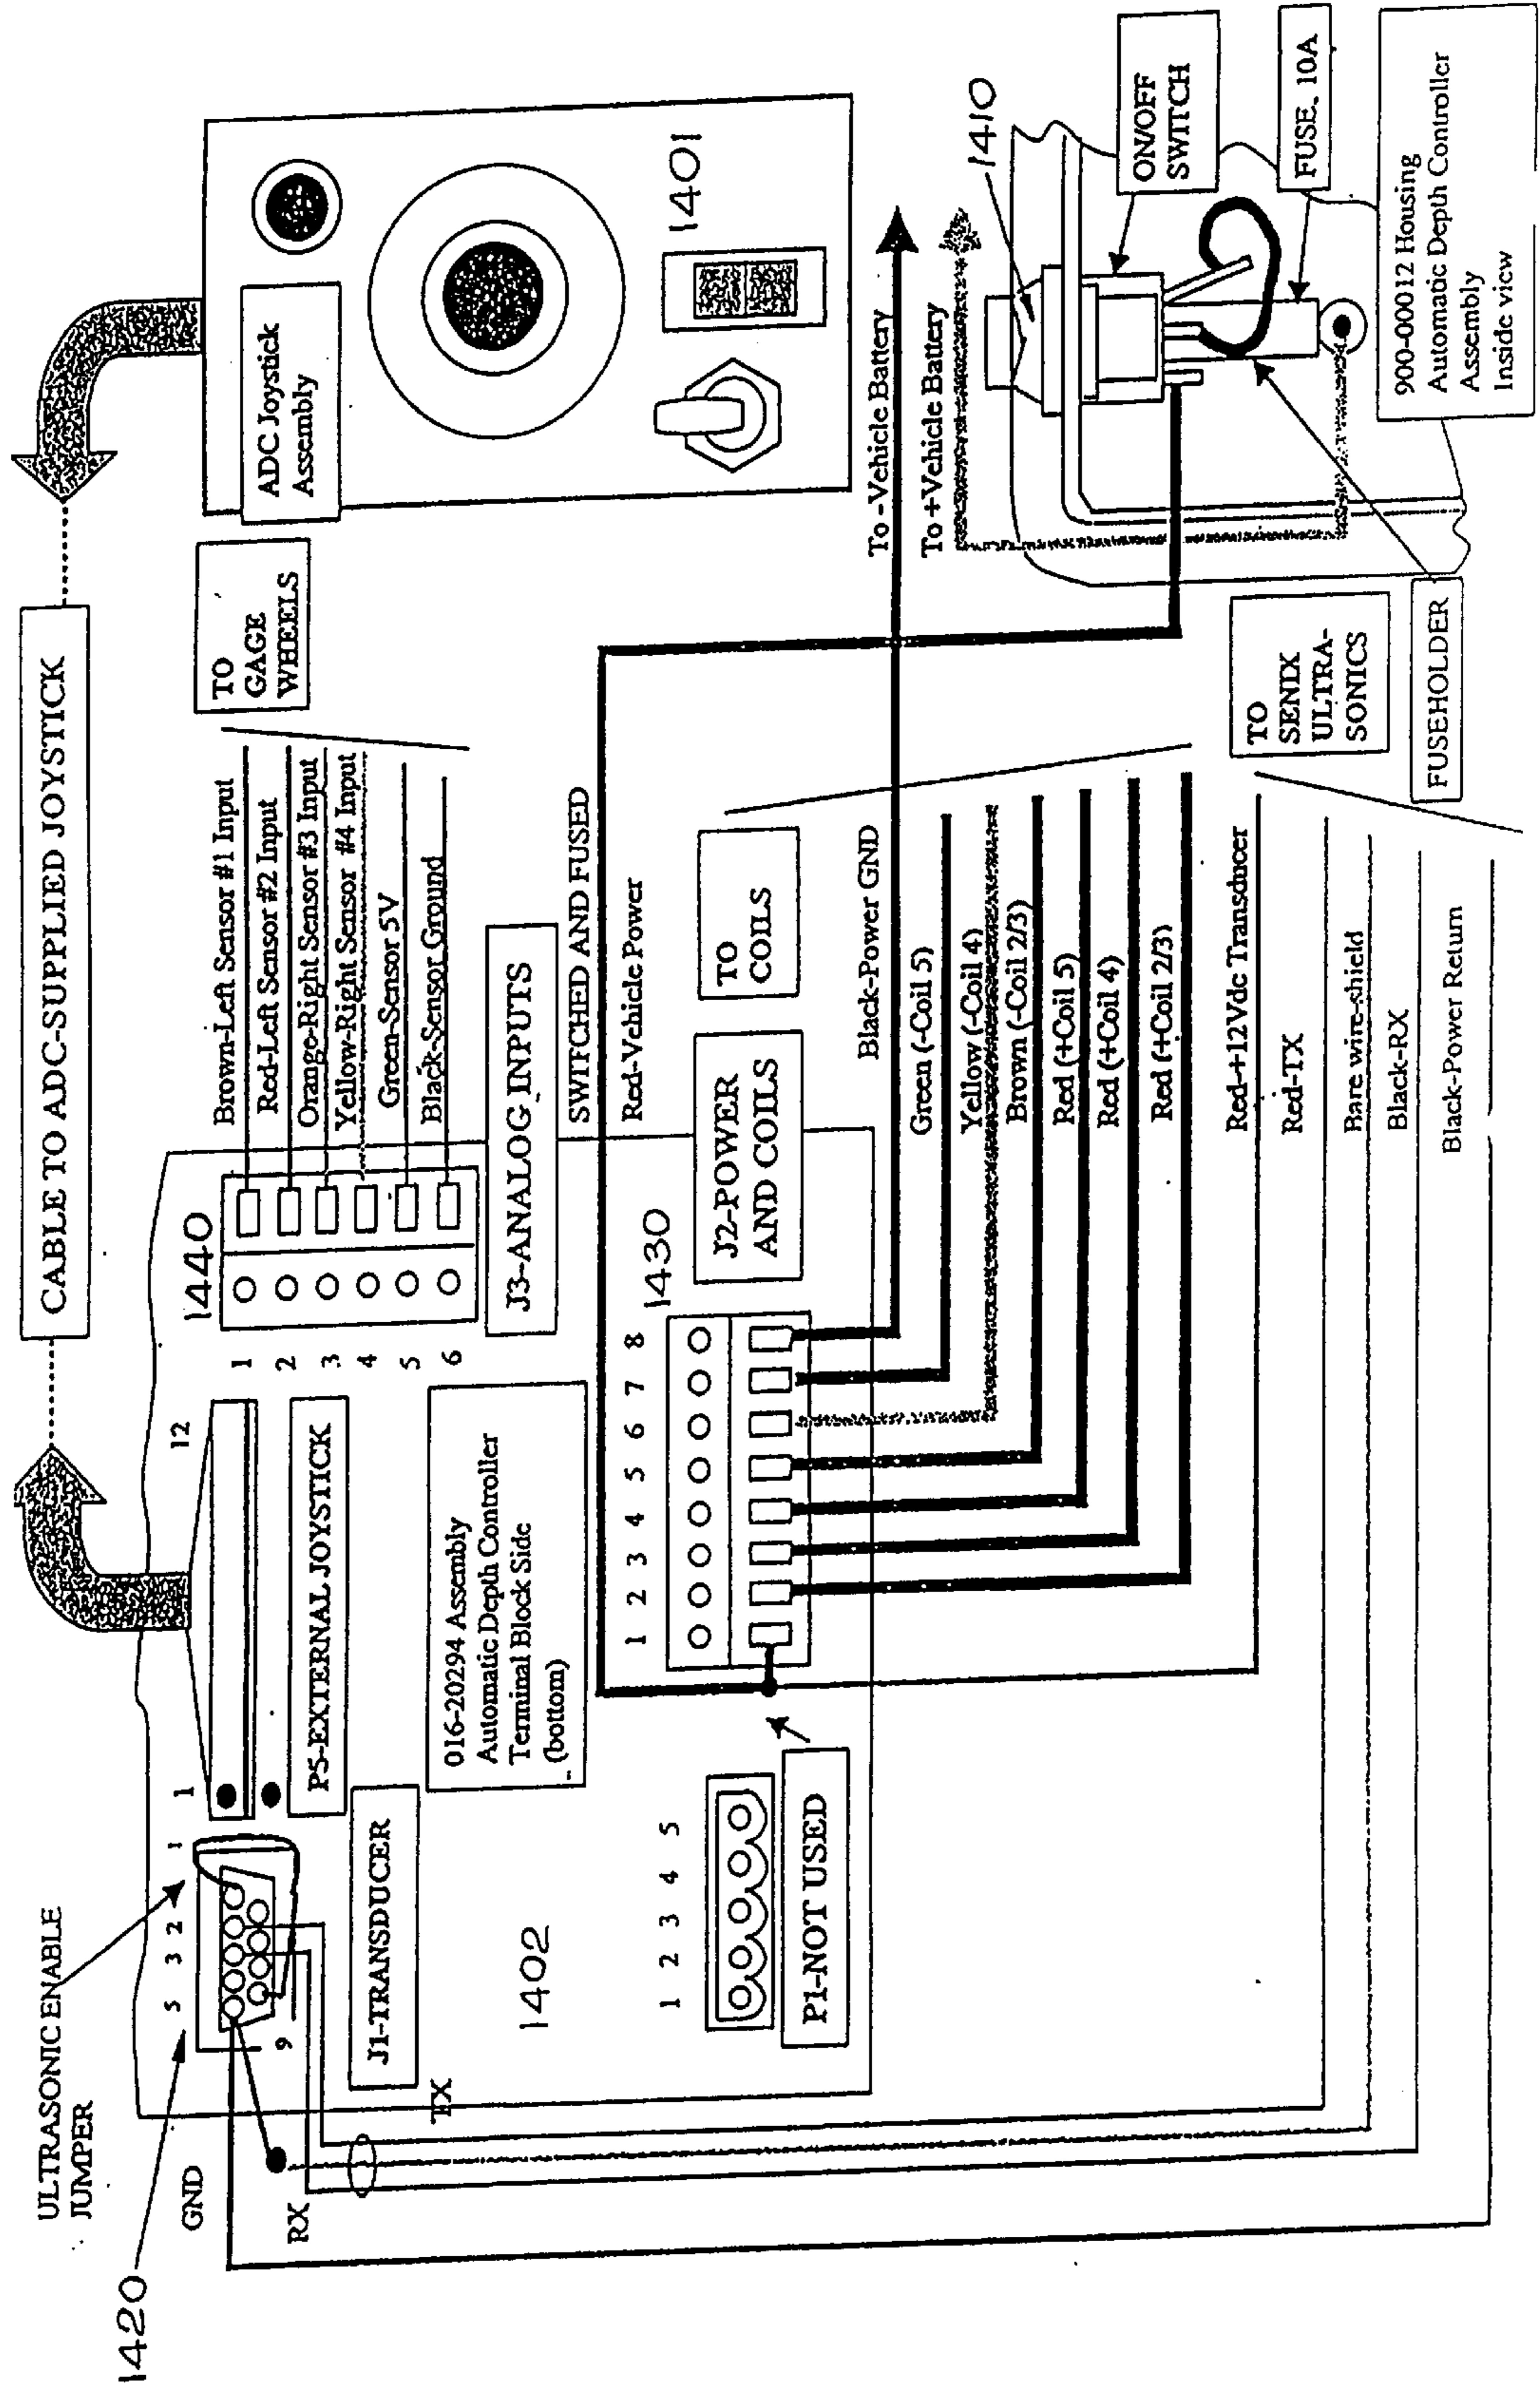 CABLE TO ADC-SUPPLIED JOYSTICK
ULTRASONIC ENABLE
JUMPER
1420
GND
RX
TX
5 3 2 1
9
1 12
J1-TRANSDUCER
P5-EXTERNAL JOYSTICK
1440
1
2
3
4
5
6
Brown-Left Sensor #1 Input
Red-Left Sensor #2 Input
Orange-Right Sensor #3 Input
Yellow-Right Sensor #4 Input
Green-Sensor 5V
Black-Sensor Ground
TO
GAGE
WHEELS
ADC Joystick
Assembly
1401
J3-ANALOG INPUTS
016-20294 Assembly
Automatic Depth Controller
Terminal Block Side
(bottom)
1402
SWITCHED AND FUSED
Red-Vehicle Power
1 2 3 4 5 6 7 8
1430
J2-POWER
AND COILS
TO
COILS
1 2 3 4 5
P1-NOT USED
Black-Power GND
To -Vehicle Battery
To +Vehicle Battery
Green (-Coil 5)
Yellow (-Coil 4)
Brown (-Coil 2/3)
Red (+Coil 5)
Red (+Coil 4)
Red (+Coil 2/3)
1410
ON/OFF
SWITCH
FUSE, 10A
Red-+12Vdc Transducer
Red-TX
Bare wire-shield
Black-RX
Black-Power Return
TO
SENIX
ULTRA-
SONICS
FUSEHOLDER
900-00012 Housing
Automatic Depth Controller
Assembly
Inside view